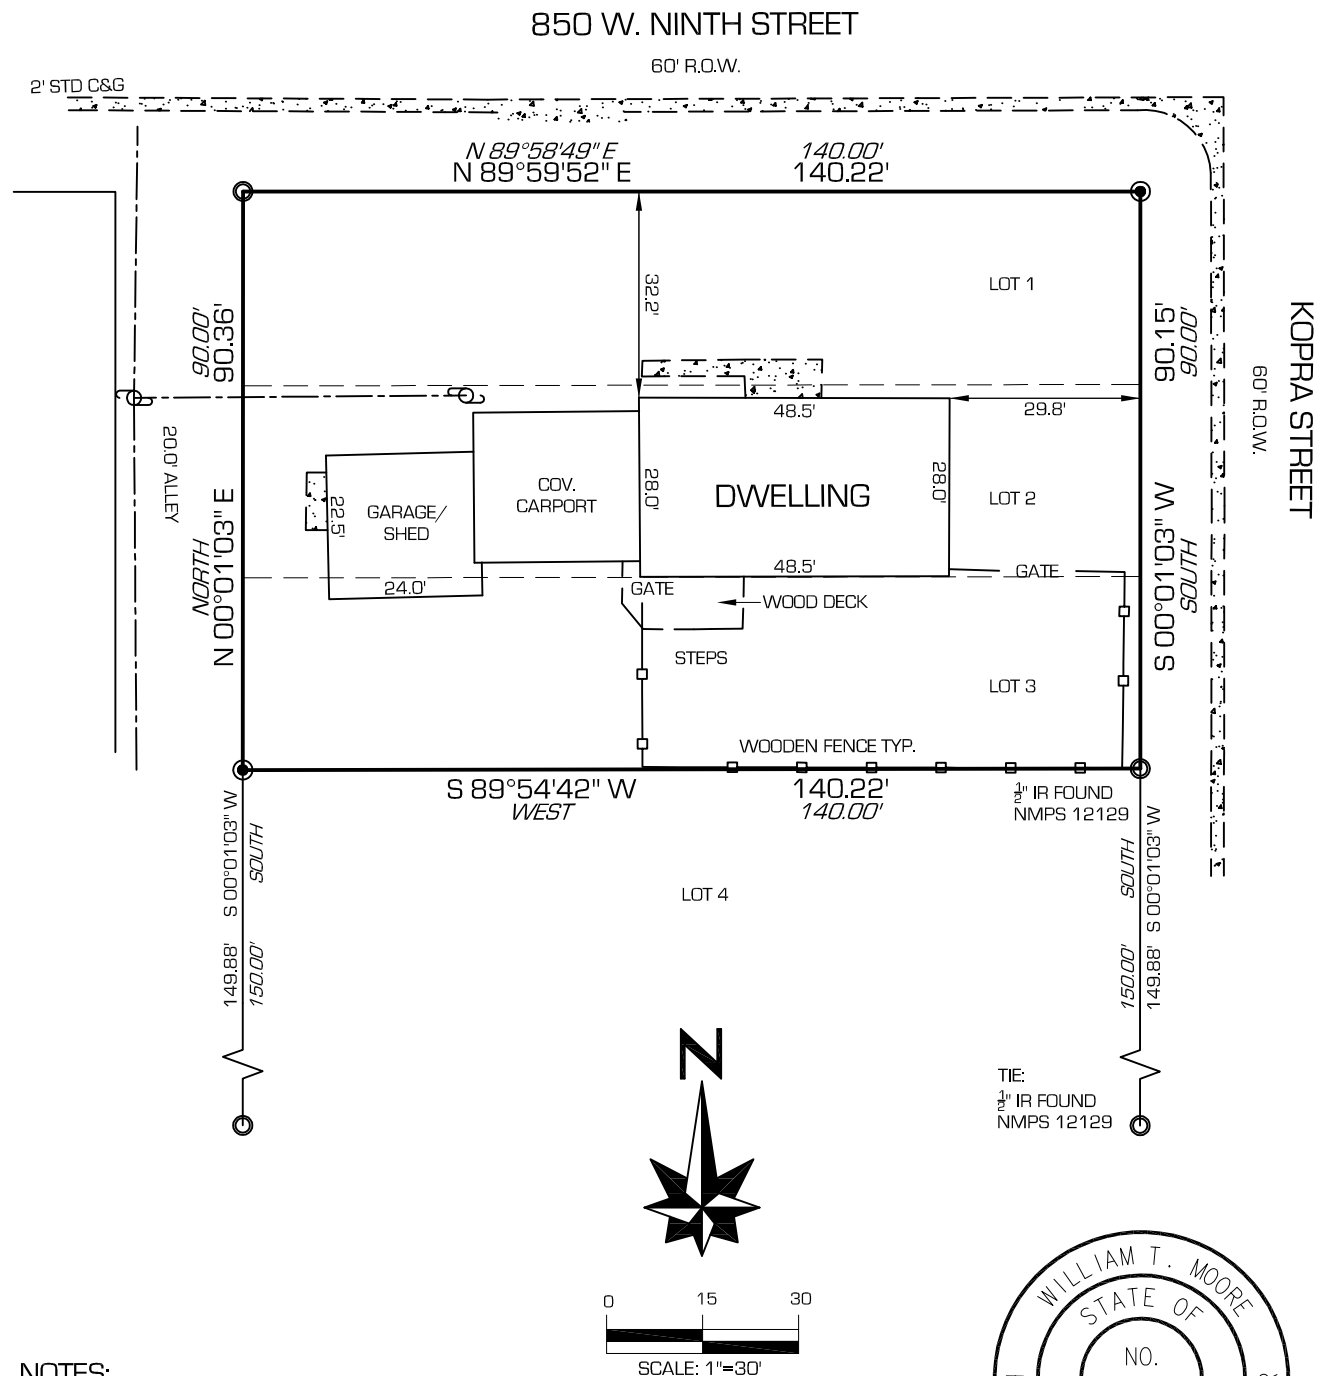 850 W. NINTH STREET
60' R.O.W.
2' STD C&G
N 89°58'49" E
140.00'
N 89°59'52" E
140.22'
90.00'
90.36'
32.2'
LOT 1
90.15'
90.00'
KOPRA STREET
60' R.O.W.
48.5'
29.8'
20.0' ALLEY
COV.
CARPORT
28.0'
DWELLING
28.0'
LOT 2
GARAGE/
SHED
22.5'
24.0'
NORTH
N 00°01'03" E
S 00°01'03" W
SOUTH
48.5'
GATE
GATE
WOOD DECK
STEPS
LOT 3
WOODEN FENCE TYP.
S 89°54'42" W
140.22'
WEST
140.00'
1/2" IR FOUND
NMPS 12129
149.88' S 00°01'03" W
150.00' SOUTH
LOT 4
150.00' SOUTH
149.88' S 00°01'03" W
N
TIE:
1/2" IR FOUND
NMPS 12129
0 15 30
SCALE: 1"=30'
WILLIAM T. MOORE
STATE OF
NO.
NOTES: